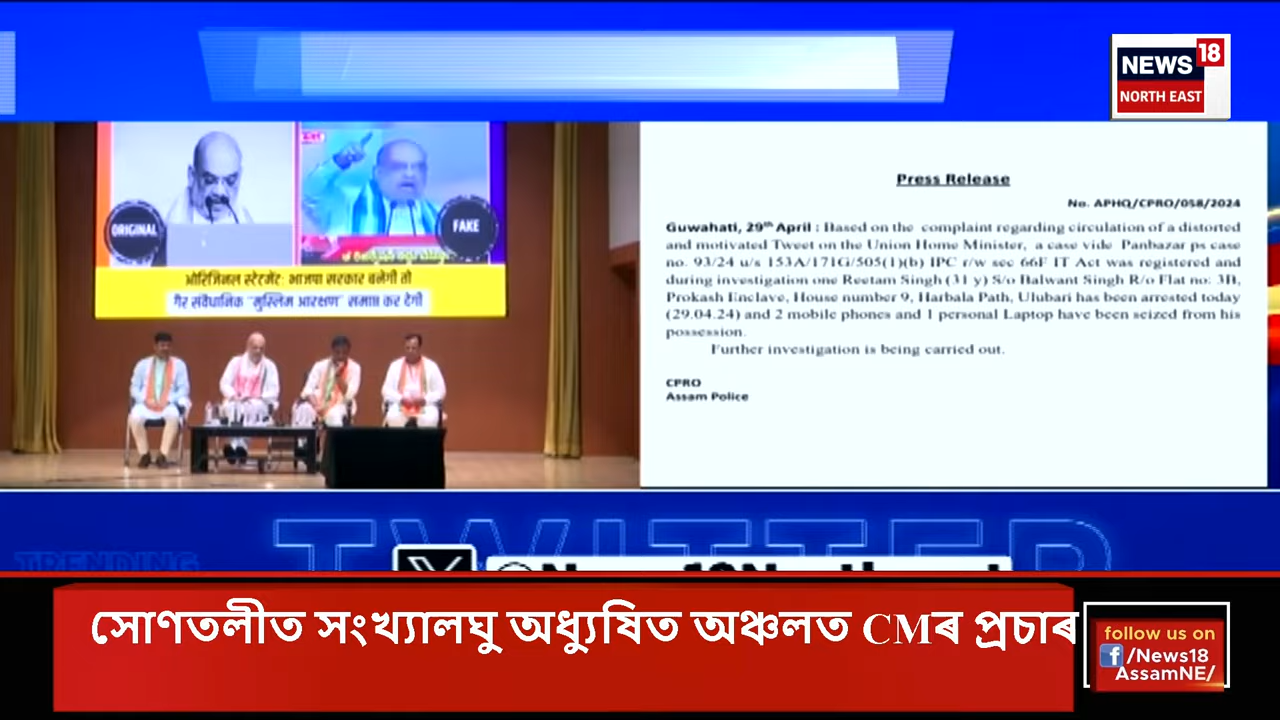 NEWS 18
NORTH EAST
ORIGINAL
FAKE
ओरिजिनल स्टेटमेंट: भाजपा सरकार बनेगी तो
गैर संवैधानिक "मुस्लिम आरक्षण" समाप्त कर देगी
Press Release
No. APHQ/CPRO/058/2024
Guwahati, 29th April : Based on the complaint regarding circulation of a distorted
and motivated Tweet on the Union Home Minister, a case vide Panbazar ps case
no. 93/24 u/s 153A/171G/505(1)(b) IPC r/w sec 66F IT Act was registered and
during investigation one Reetam Singh (31 y) S/o Balwant Singh R/o Flat no: 3B,
Prokash Enclave, House number 9, Harbala Path, Ulubari has been arrested today
(29.04.24) and 2 mobile phones and 1 personal Laptop have been seized from his
possession.
Further investigation is being carried out.
CPRO
Assam Police
TWITTER
TRENDING
সোণতলীত সংখ্যালঘু অধ্যুষিত অঞ্চলত CMৰ প্ৰচাৰ
follow us on
f /News18
AssamNE/